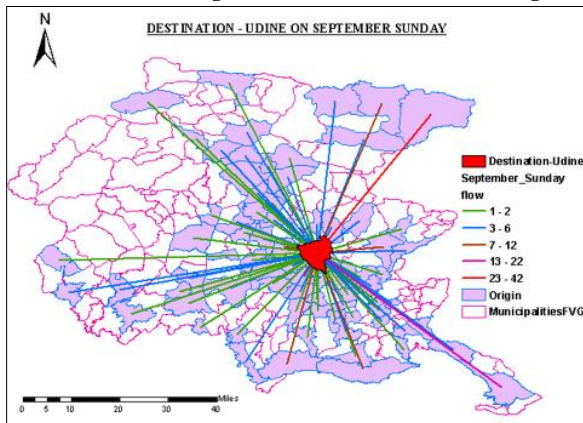 DESTINATION - UDINE ON SEPTEMBER SUNDAY
N
Destination-Udine
September_Sunday
flow
1 - 2
3 - 6
7 - 12
13 - 22
23 - 42
Origin
MunicipalitiesFVG
Miles
0 5 10 20 30 40